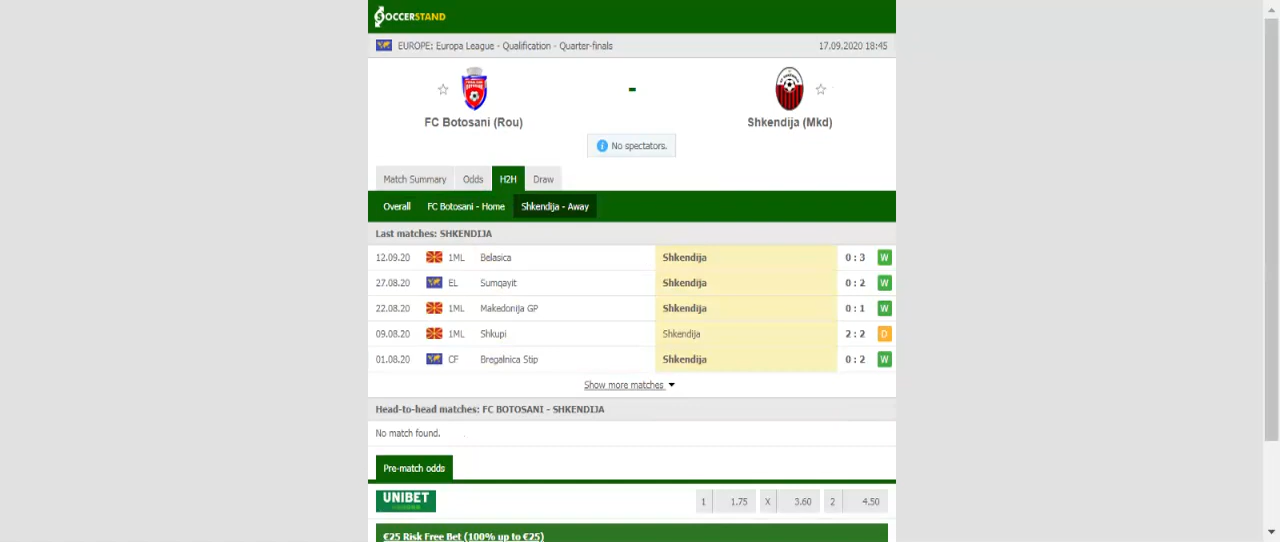 SOCCERSTAND
EUROPE: Europa League - Qualification - Quarter-finals 17.09.2020 18:45
-
FC Botosani (Rou) Shkendija (Mkd)
i No spectators.
Match Summary Odds H2H Draw
Overall FC Botosani - Home Shkendija - Away
Last matches: SHKENDIJA
12.09.20 1ML Belasica Shkendija 0 : 3 W
27.08.20 EL Sumqayit Shkendija 0 : 2 W
22.08.20 1ML Makedonija GP Shkendija 0 : 1 W
09.08.20 1ML Shkupi Shkendija 2 : 2 D
01.08.20 CF Bregalnica Stip Shkendija 0 : 2 W
Show more matches
Head-to-head matches: FC BOTOSANI - SHKENDIJA
No match found.
Pre-match odds
UNIBET 1 1.75 X 3.60 2 4.50
€25 Risk Free Bet (100% up to €25)